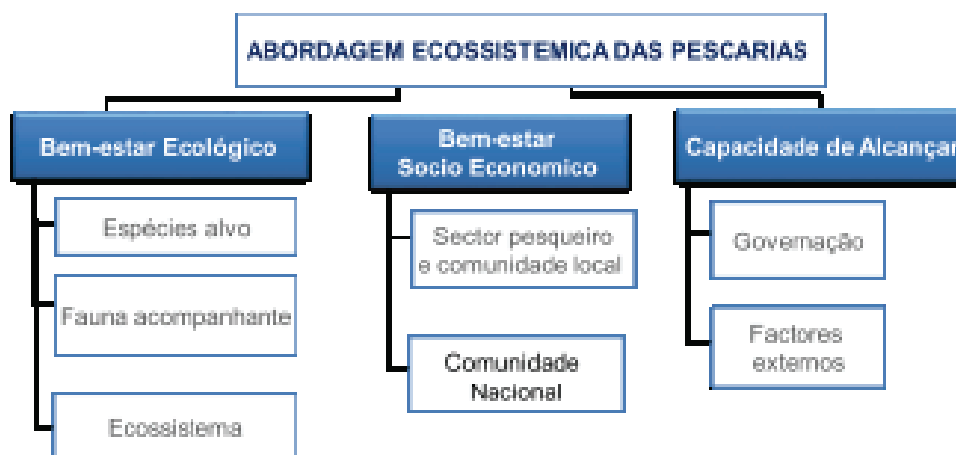 ABORDAGEM ECOSSISTEMICA DAS PESCARIAS
Bem-estar Ecológico
Espécies alvo
Fauna acompanhante
Ecossistema
Bem-estar
Socio Economico
Sector pesqueiro
e comunidade local
Comunidade
Nacional
Capacidade de Alcançar
Governação
Factores
externos